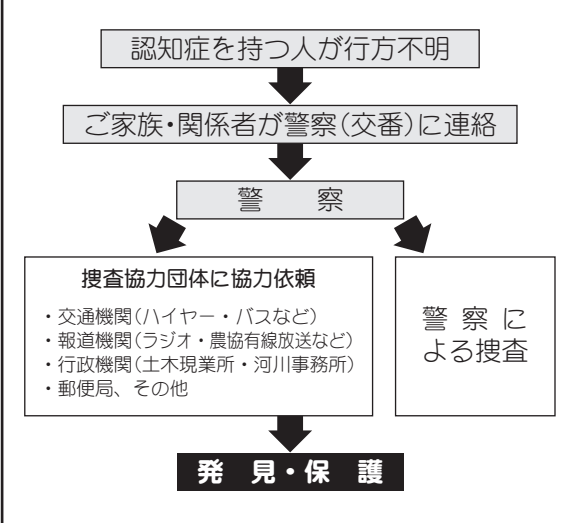 認知症を持つ人が行方不明
ご家族・関係者が警察(交番)に連絡
警　察
捜査協力団体に協力依頼
・交通機関(ハイヤー・バスなど)
・報道機関(ラジオ・農協有線放送など)
・行政機関(土木現業所・河川事務所)
・郵便局、その他
警察に
よる捜査
発見・保護